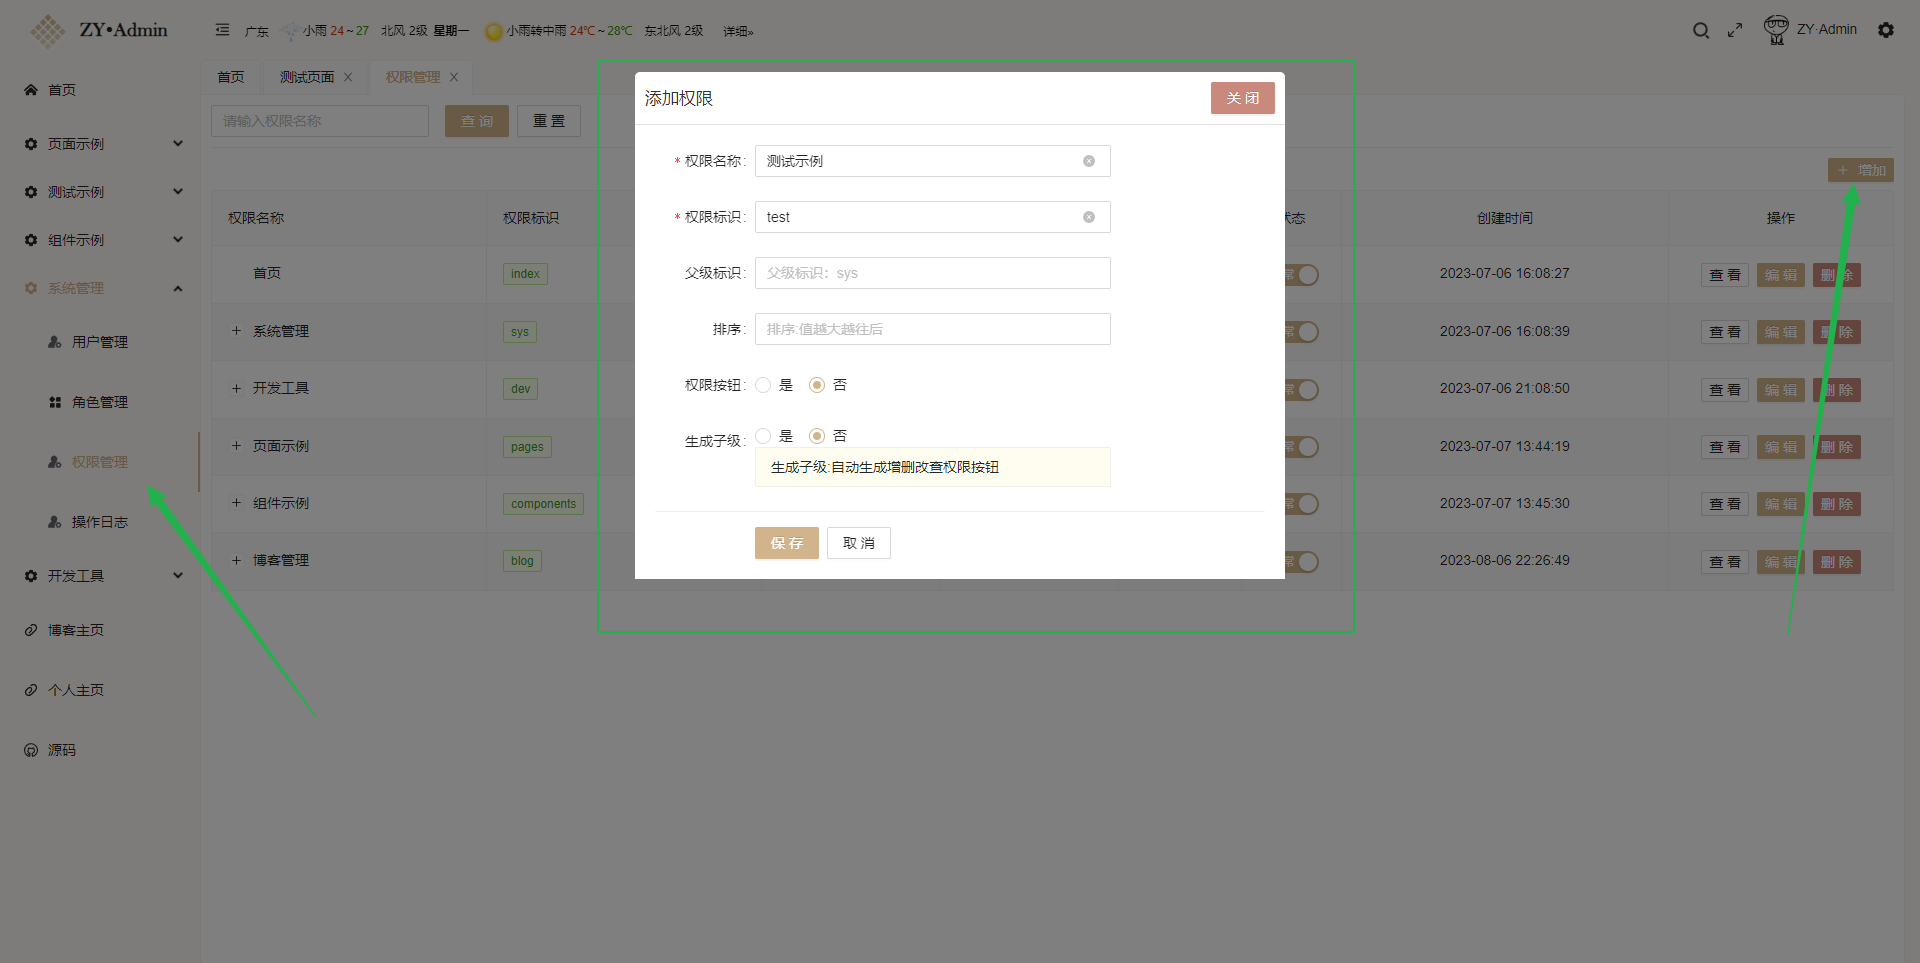 ZY•Admin
广东 小雨 24～27 北风 2级 星期一 小雨转中雨 24℃～28℃ 东北风 2级 详细»
ZY·Admin
首页
页面示例
测试示例
组件示例
系统管理
用户管理
角色管理
权限管理
操作日志
开发工具
博客主页
个人主页
源码
首页 测试页面 权限管理
请输入权限名称 查 询 重 置
增加
权限名称 权限标识 状态 创建时间 操作
首页 index 常 2023-07-06 16:08:27 查 看 编 辑 删 除
系统管理 sys 常 2023-07-06 16:08:39 查 看 编 辑 删 除
开发工具 dev 常 2023-07-06 21:08:50 查 看 编 辑 删 除
页面示例 pages 常 2023-07-07 13:44:19 查 看 编 辑 删 除
组件示例 components 常 2023-07-07 13:45:30 查 看 编 辑 删 除
博客管理 blog 常 2023-08-06 22:26:49 查 看 编 辑 删 除
添加权限 关 闭
* 权限名称: 测试示例
* 权限标识: test
父级标识: 父级标识：sys
排序: 排序:值越大越往后
权限按钮: 是 否
生成子级: 是 否
生成子级:自动生成增删改查权限按钮
保 存 取 消